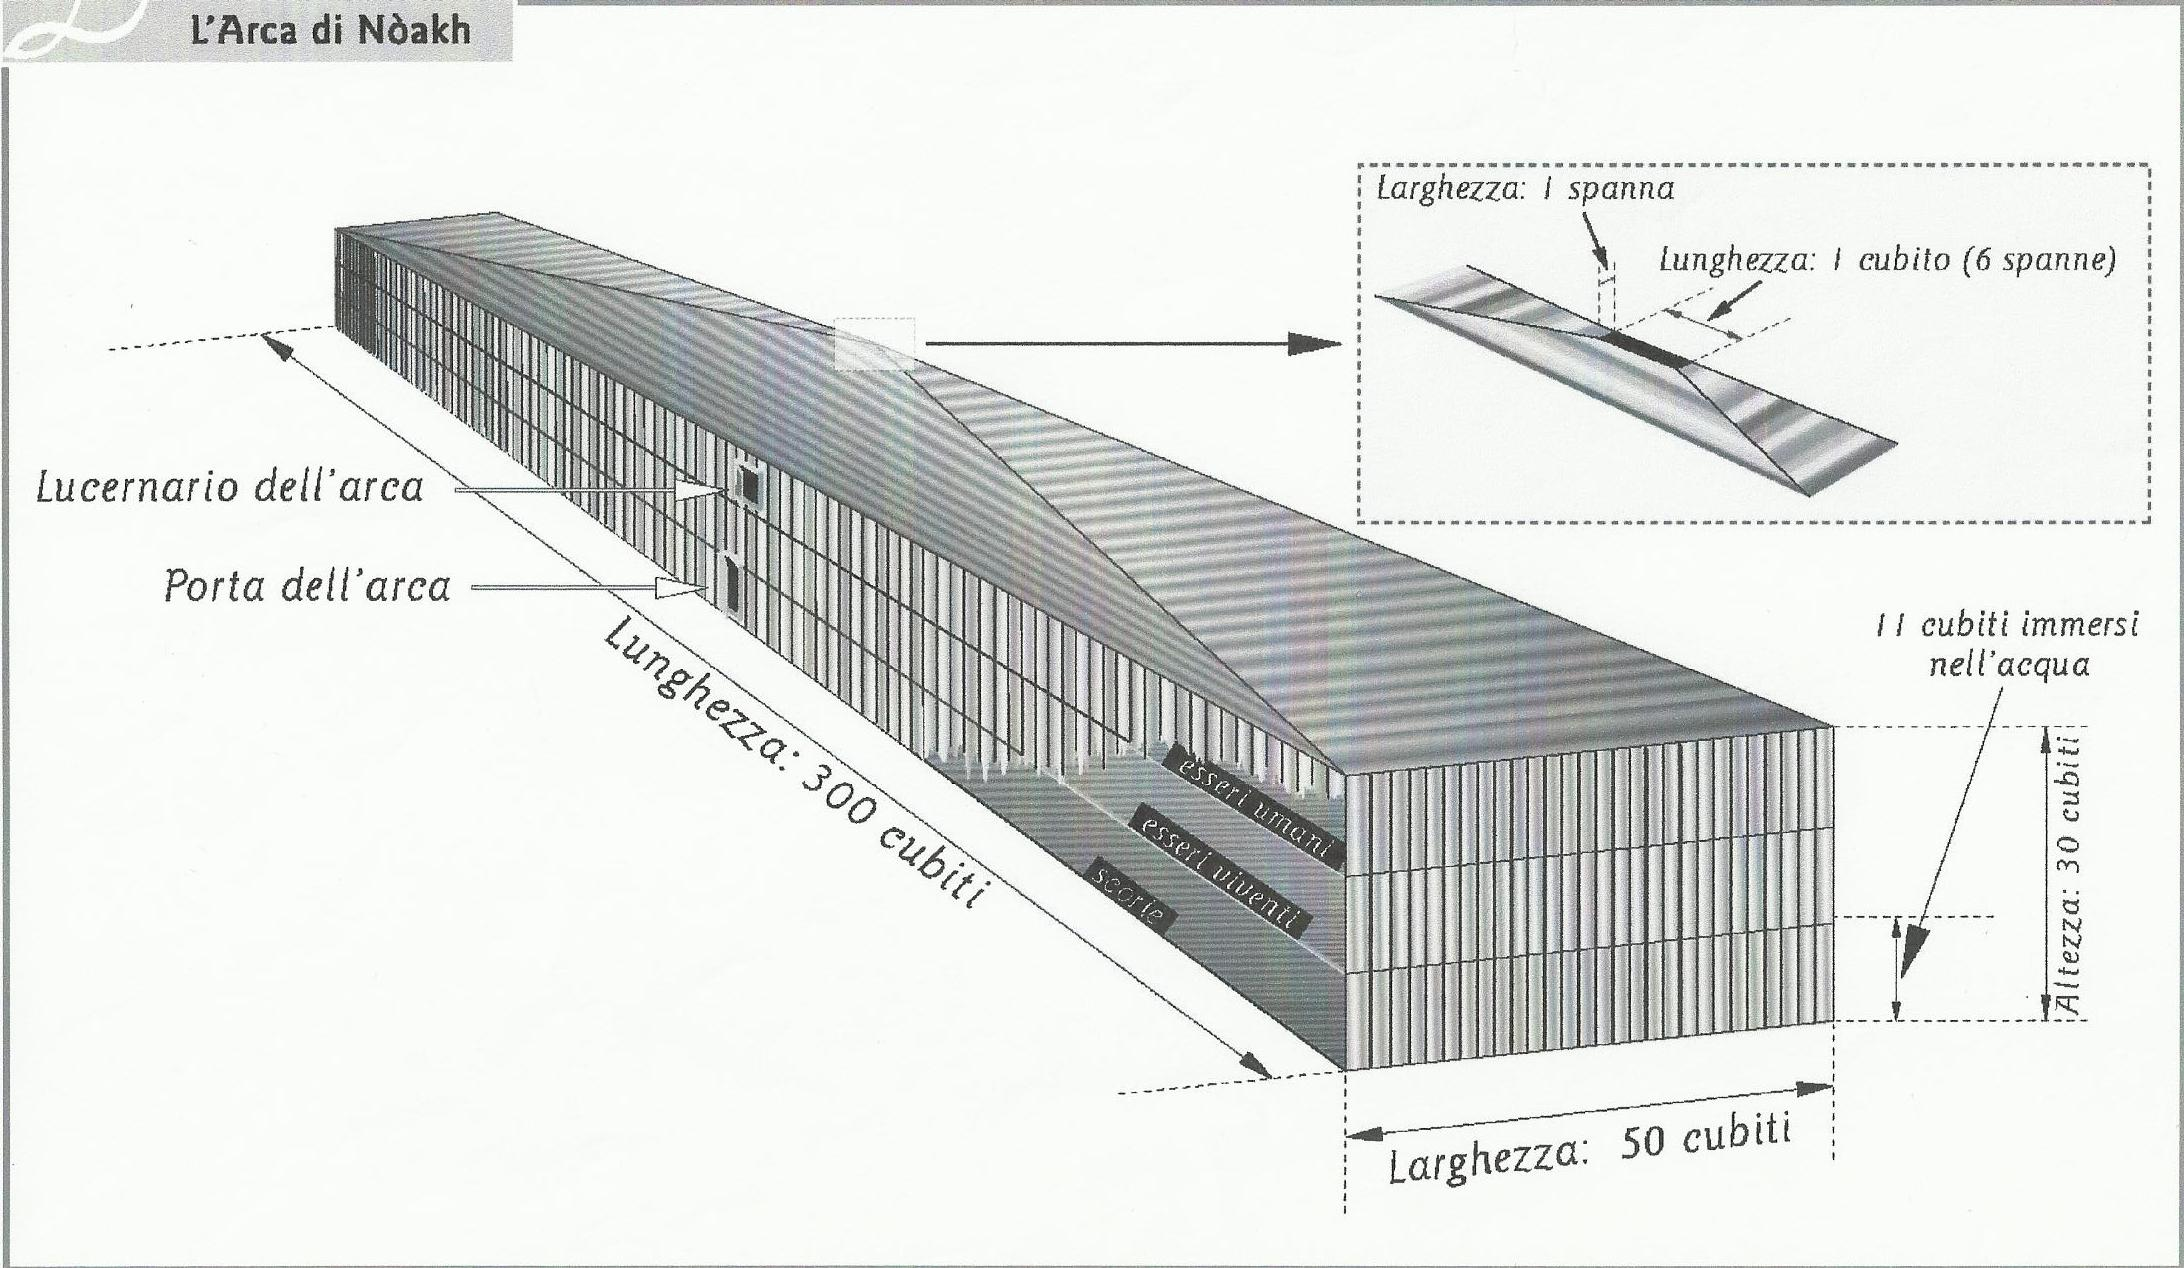 L'Arca di Nòakh
Larghezza: 1 spanna
Lunghezza: 1 cubito (6 spanne)
Lucernario dell'arca
Porta dell'arca
Lunghezza: 300 cubiti
esseri umani
esseri viventi
scorte
11 cubiti immersi
nell'acqua
Altezza: 30 cubiti
Larghezza: 50 cubiti